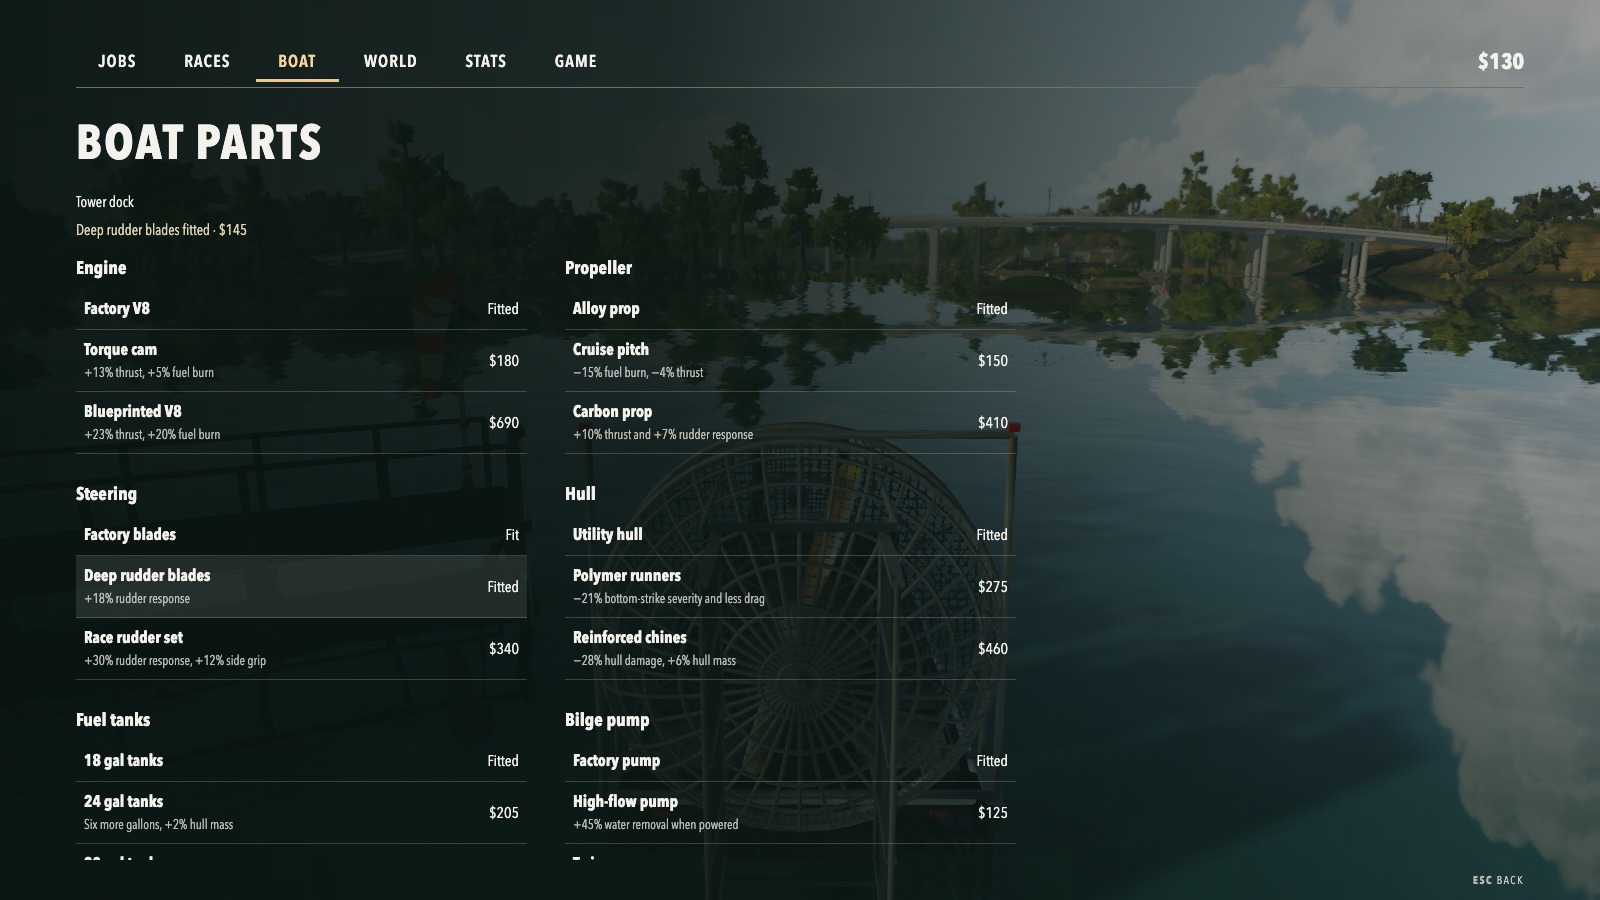 JOBS RACES BOAT WORLD STATS GAME $130
BOAT PARTS
Tower dock
Deep rudder blades fitted · $145
Engine
Factory V8 Fitted
Torque cam $180
+13% thrust, +5% fuel burn
Blueprinted V8 $690
+23% thrust, +20% fuel burn
Propeller
Alloy prop Fitted
Cruise pitch $150
−15% fuel burn, −4% thrust
Carbon prop $410
+10% thrust and +7% rudder response
Steering
Factory blades Fit
Deep rudder blades Fitted
+18% rudder response
Race rudder set $340
+30% rudder response, +12% side grip
Hull
Utility hull Fitted
Polymer runners $275
−21% bottom-strike severity and less drag
Reinforced chines $460
−28% hull damage, +6% hull mass
Fuel tanks
18 gal tanks Fitted
24 gal tanks $205
Six more gallons, +2% hull mass
Bilge pump
Factory pump Fitted
High-flow pump $125
+45% water removal when powered
ESC BACK